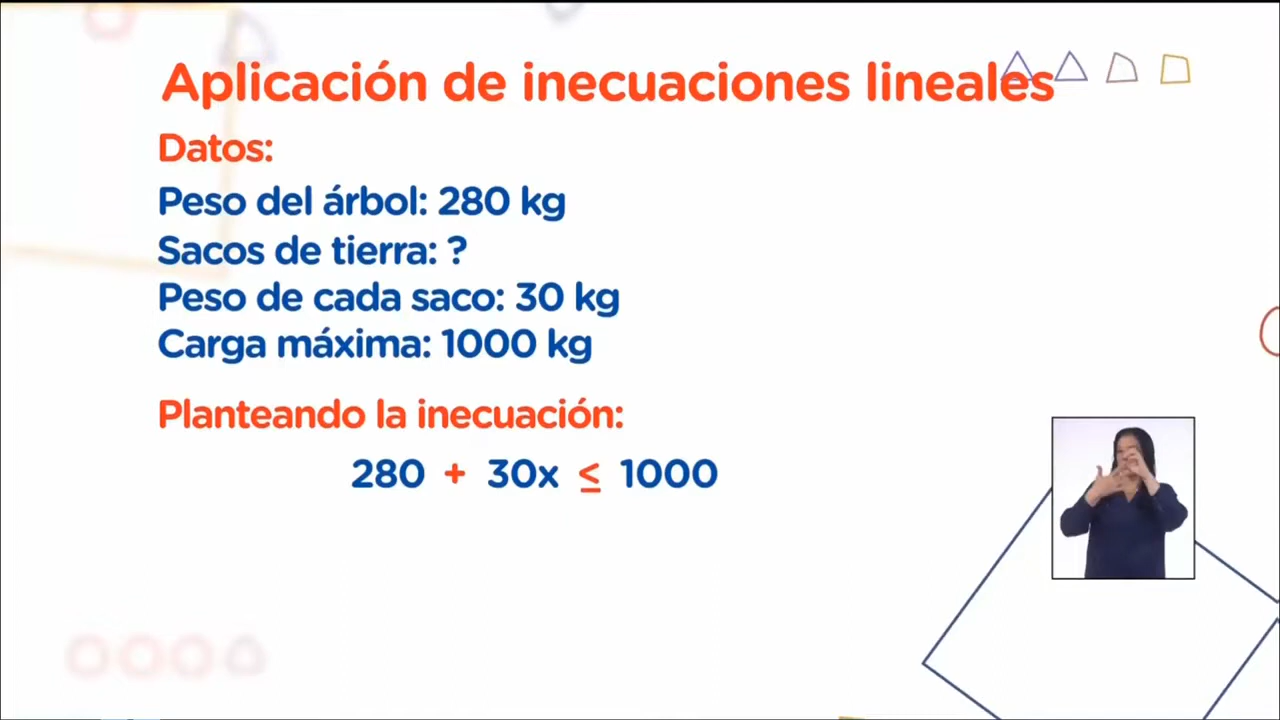 Aplicación de inecuaciones lineales
Datos:
Peso del árbol: 280 kg
Sacos de tierra: ?
Peso de cada saco: 30 kg
Carga máxima: 1000 kg
Planteando la inecuación:
280 + 30x ≤ 1000